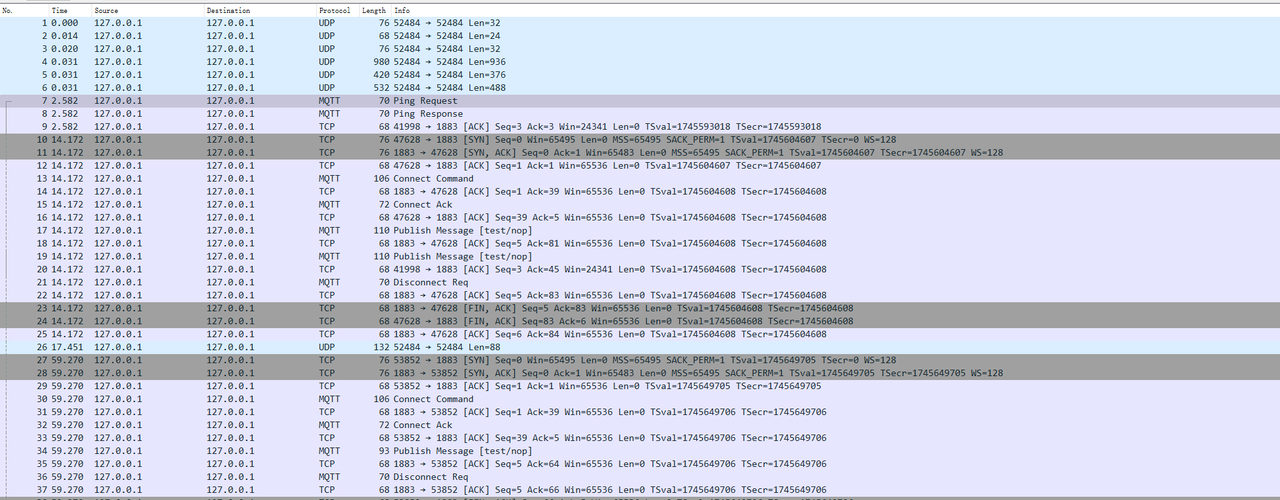 No. Time Source Destination Protocol Length Info
1 0.000 127.0.0.1 127.0.0.1 UDP 76 52484 → 52484 Len=32
2 0.014 127.0.0.1 127.0.0.1 UDP 68 52484 → 52484 Len=24
3 0.020 127.0.0.1 127.0.0.1 UDP 76 52484 → 52484 Len=32
4 0.031 127.0.0.1 127.0.0.1 UDP 980 52484 → 52484 Len=936
5 0.031 127.0.0.1 127.0.0.1 UDP 420 52484 → 52484 Len=376
6 0.031 127.0.0.1 127.0.0.1 UDP 532 52484 → 52484 Len=488
7 2.582 127.0.0.1 127.0.0.1 MQTT 70 Ping Request
8 2.582 127.0.0.1 127.0.0.1 MQTT 70 Ping Response
9 2.582 127.0.0.1 127.0.0.1 TCP 68 41998 → 1883 [ACK] Seq=3 Ack=3 Win=24341 Len=0 TSval=1745593018 TSecr=1745593018
10 14.172 127.0.0.1 127.0.0.1 TCP 76 47628 → 1883 [SYN] Seq=0 Win=65495 Len=0 MSS=65495 SACK_PERM=1 TSval=1745604607 TSecr=0 WS=128
11 14.172 127.0.0.1 127.0.0.1 TCP 76 1883 → 47628 [SYN, ACK] Seq=0 Ack=1 Win=65483 Len=0 MSS=65495 SACK_PERM=1 TSval=1745604607 TSecr=1745604607 WS=128
12 14.172 127.0.0.1 127.0.0.1 TCP 68 47628 → 1883 [ACK] Seq=1 Ack=1 Win=65536 Len=0 TSval=1745604607 TSecr=1745604607
13 14.172 127.0.0.1 127.0.0.1 MQTT 106 Connect Command
14 14.172 127.0.0.1 127.0.0.1 TCP 68 1883 → 47628 [ACK] Seq=1 Ack=39 Win=65536 Len=0 TSval=1745604608 TSecr=1745604608
15 14.172 127.0.0.1 127.0.0.1 MQTT 72 Connect Ack
16 14.172 127.0.0.1 127.0.0.1 TCP 68 47628 → 1883 [ACK] Seq=39 Ack=5 Win=65536 Len=0 TSval=1745604608 TSecr=1745604608
17 14.172 127.0.0.1 127.0.0.1 MQTT 110 Publish Message [test/nop]
18 14.172 127.0.0.1 127.0.0.1 TCP 68 1883 → 47628 [ACK] Seq=5 Ack=81 Win=65536 Len=0 TSval=1745604608 TSecr=1745604608
19 14.172 127.0.0.1 127.0.0.1 MQTT 110 Publish Message [test/nop]
20 14.172 127.0.0.1 127.0.0.1 TCP 68 41998 → 1883 [ACK] Seq=3 Ack=45 Win=24341 Len=0 TSval=1745604608 TSecr=1745604608
21 14.172 127.0.0.1 127.0.0.1 MQTT 70 Disconnect Req
22 14.172 127.0.0.1 127.0.0.1 TCP 68 1883 → 47628 [ACK] Seq=5 Ack=83 Win=65536 Len=0 TSval=1745604608 TSecr=1745604608
23 14.172 127.0.0.1 127.0.0.1 TCP 68 1883 → 47628 [FIN, ACK] Seq=5 Ack=83 Win=65536 Len=0 TSval=1745604608 TSecr=1745604608
24 14.172 127.0.0.1 127.0.0.1 TCP 68 47628 → 1883 [FIN, ACK] Seq=83 Ack=6 Win=65536 Len=0 TSval=1745604608 TSecr=1745604608
25 14.172 127.0.0.1 127.0.0.1 TCP 68 1883 → 47628 [ACK] Seq=6 Ack=84 Win=65536 Len=0 TSval=1745604608 TSecr=1745604608
26 17.451 127.0.0.1 127.0.0.1 UDP 132 52484 → 52484 Len=88
27 59.270 127.0.0.1 127.0.0.1 TCP 76 53852 → 1883 [SYN] Seq=0 Win=65495 Len=0 MSS=65495 SACK_PERM=1 TSval=1745649705 TSecr=0 WS=128
28 59.270 127.0.0.1 127.0.0.1 TCP 76 1883 → 53852 [SYN, ACK] Seq=0 Ack=1 Win=65483 Len=0 MSS=65495 SACK_PERM=1 TSval=1745649705 TSecr=1745649705 WS=128
29 59.270 127.0.0.1 127.0.0.1 TCP 68 53852 → 1883 [ACK] Seq=1 Ack=1 Win=65536 Len=0 TSval=1745649705 TSecr=1745649705
30 59.270 127.0.0.1 127.0.0.1 MQTT 106 Connect Command
31 59.270 127.0.0.1 127.0.0.1 TCP 68 1883 → 53852 [ACK] Seq=1 Ack=39 Win=65536 Len=0 TSval=1745649706 TSecr=1745649706
32 59.270 127.0.0.1 127.0.0.1 MQTT 72 Connect Ack
33 59.270 127.0.0.1 127.0.0.1 TCP 68 53852 → 1883 [ACK] Seq=39 Ack=5 Win=65536 Len=0 TSval=1745649706 TSecr=1745649706
34 59.270 127.0.0.1 127.0.0.1 MQTT 93 Publish Message [test/nop]
35 59.270 127.0.0.1 127.0.0.1 TCP 68 1883 → 53852 [ACK] Seq=5 Ack=64 Win=65536 Len=0 TSval=1745649706 TSecr=1745649706
36 59.270 127.0.0.1 127.0.0.1 MQTT 70 Disconnect Req
37 59.270 127.0.0.1 127.0.0.1 TCP 68 1883 → 53852 [ACK] Seq=5 Ack=66 Win=65536 Len=0 TSval=1745649706 TSecr=1745649706